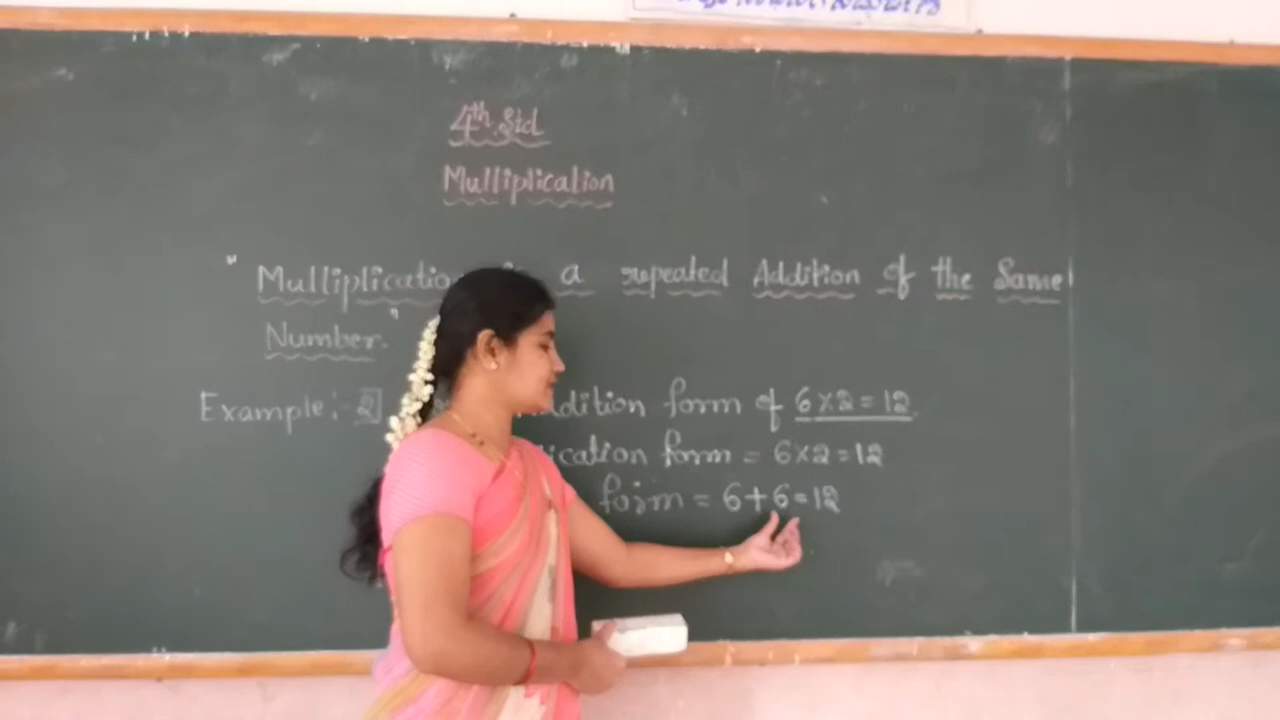 4th Std
Multiplication
" Multiplication a repeated Addition of the Same
Number."
Example:- 2] form of 6×2=12.
form = 6×2=12
form = 6+6=12